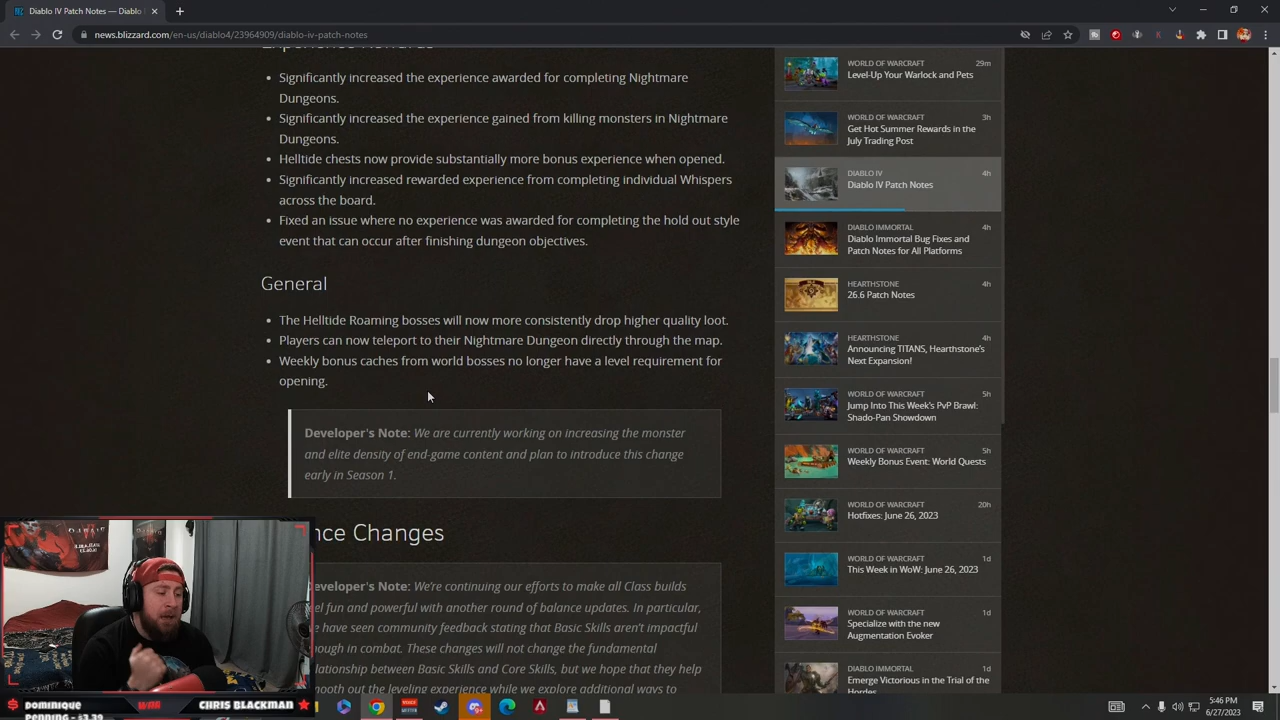 Diablo IV Patch Notes
news.blizzard.com/en-us/diablo4/23964909/diablo-iv-patch-notes
Experience Rewards
Significantly increased the experience awarded for completing Nightmare
Dungeons.
Significantly increased the experience gained from killing monsters in Nightmare
Dungeons.
Helltide chests now provide substantially more bonus experience when opened.
Significantly increased rewarded experience from completing individual Whispers
across the board.
Fixed an issue where no experience was awarded for completing the hold out style
event that can occur after finishing dungeon objectives.
General
The Helltide Roaming bosses will now more consistently drop higher quality loot.
Players can now teleport to their Nightmare Dungeon directly through the map.
Weekly bonus caches from world bosses no longer have a level requirement for
opening.
Developer's Note: We are currently working on increasing the monster
and elite density of end-game content and plan to introduce this change
early in Season 1.
nce Changes
eveloper's Note: We're continuing our efforts to make all Class builds
el fun and powerful with another round of balance updates. In particular,
e have seen community feedback stating that Basic Skills aren't impactful
ough in combat. These changes will not change the fundamental
lationship between Basic Skills and Core Skills, but we hope that they help
mooth out the leveling experience while we explore additional ways to
WORLD OF WARCRAFT 29m
Level-Up Your Warlock and Pets
WORLD OF WARCRAFT 3h
Get Hot Summer Rewards in the
July Trading Post
DIABLO IV 4h
Diablo IV Patch Notes
DIABLO IMMORTAL 4h
Diablo Immortal Bug Fixes and
Patch Notes for All Platforms
HEARTHSTONE 4h
26.6 Patch Notes
HEARTHSTONE 4h
Announcing TITANS, Hearthstone's
Next Expansion!
WORLD OF WARCRAFT 5h
Jump Into This Week's PvP Brawl:
Shado-Pan Showdown
WORLD OF WARCRAFT 5h
Weekly Bonus Event: World Quests
WORLD OF WARCRAFT 20h
Hotfixes: June 26, 2023
WORLD OF WARCRAFT 1d
This Week in WoW: June 26, 2023
WORLD OF WARCRAFT 1d
Specialize with the new
Augmentation Evoker
DIABLO IMMORTAL 1d
Emerge Victorious in the Trial of the
Hordes
DOMINIQUE
PENNING - $3.39
CHRIS BLACKMAN
5:46 PM
6/27/2023